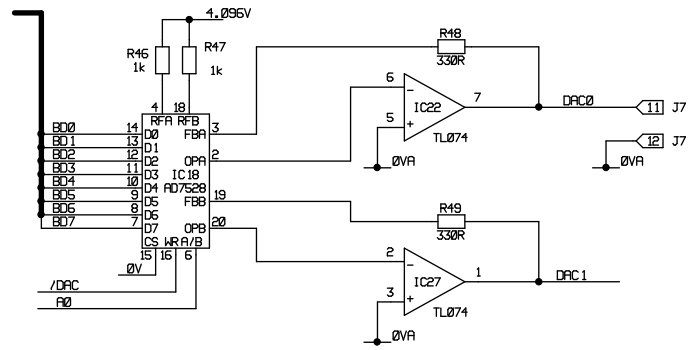 4.096V
R46 R47 R48
1k 1k 330R
4 18 6 7 DAC0 11 J7
RFA RFB IC22
BD0 14 D0 FBA 3 5 TL074 12 J7
BD1 13 D1 0VA
BD2 12 D2 OPA 2 0VA
BD3 11 D3 IC18
BD4 10 D4 AD7528
BD5 9 D5 FBB 19 R49
BD6 8 D6 330R
BD7 7 D7 OPB 20
CS WR A/B 2 1 DAC1
15 16 6 IC27
0V 3 TL074
/DAC
A0
0VA